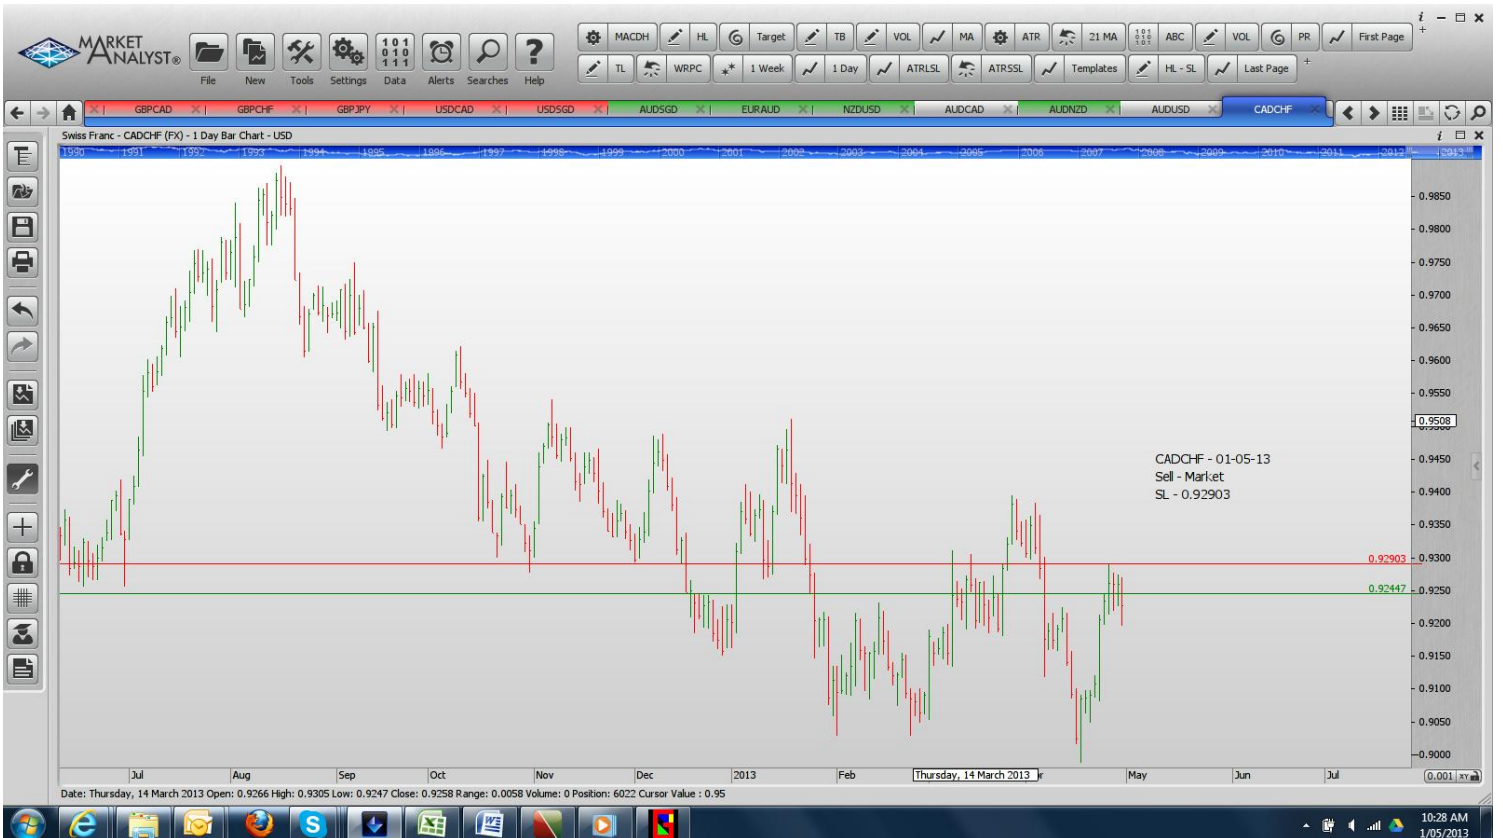 MARKET ANALYST®
File New Tools Settings Data Alerts Searches Help
MACDH HL Target TB VOL MA ATR 21 MA ABC VOL PR First Page
TL WRPC 1 Week 1 Day ATRLSL ATRSSL Templates HL - SL Last Page
GBPCAD GBPCHF GBPJPY USDCAD USDSGD AUDSGD EURAUD NZDUSD AUDCAD AUDNZD AUDUSD CADCHF
Swiss Franc - CADCHF (FX) - 1 Day Bar Chart - USD
1990 1991 1992 1993 1994 1995 1996 1997 1998 1999 2000 2001 2002 2003 2004 2005 2006 2007 2008 2009 2010 2011 2012 2013
0.9850
0.9800
0.9750
0.9700
0.9650
0.9600
0.9550
0.9508
0.9450
0.9400
0.9350
0.9300
0.9250
0.9200
0.9150
0.9100
0.9050
0.9000
CADCHF - 01-05-13
Sell - Market
SL - 0.92903
0.92903
0.92447
Jul Aug Sep Oct Nov Dec 2013 Feb Thursday, 14 March 2013 May Jun Jul
0.001 XY
Date: Thursday, 14 March 2013 Open: 0.9266 High: 0.9305 Low: 0.9247 Close: 0.9258 Range: 0.0058 Volume: 0 Position: 6022 Cursor Value : 0.95
10:28 AM
1/05/2013